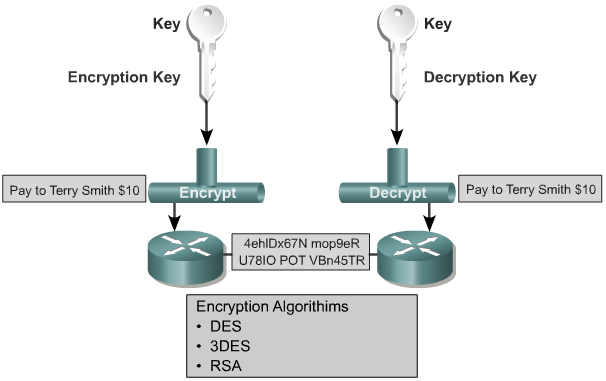 Key
Key
Encryption Key
Decryption Key
Encrypt
Decrypt
Pay to Terry Smith $10
Pay to Terry Smith $10
4ehIDx67N mop9eR
U78IO POT VBn45TR
Encryption Algorithims
• DES
• 3DES
• RSA